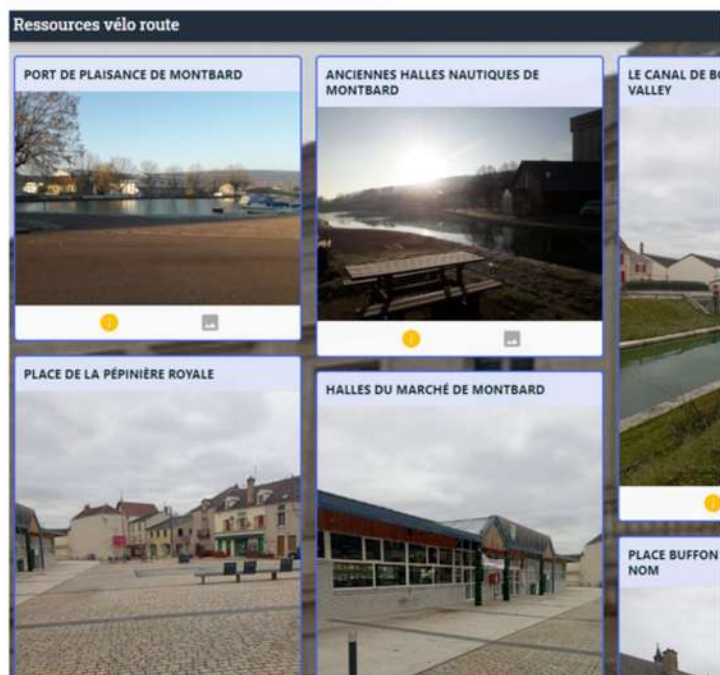 Ressources vélo route
PORT DE PLAISANCE DE MONTBARD
ANCIENNES HALLES NAUTIQUES DE
MONTBARD
LE CANAL DE
VALLEY
PLACE DE LA PÉPINIÈRE ROYALE
HALLES DU MARCHÉ DE MONTBARD
PLACE BUFFON
NOM